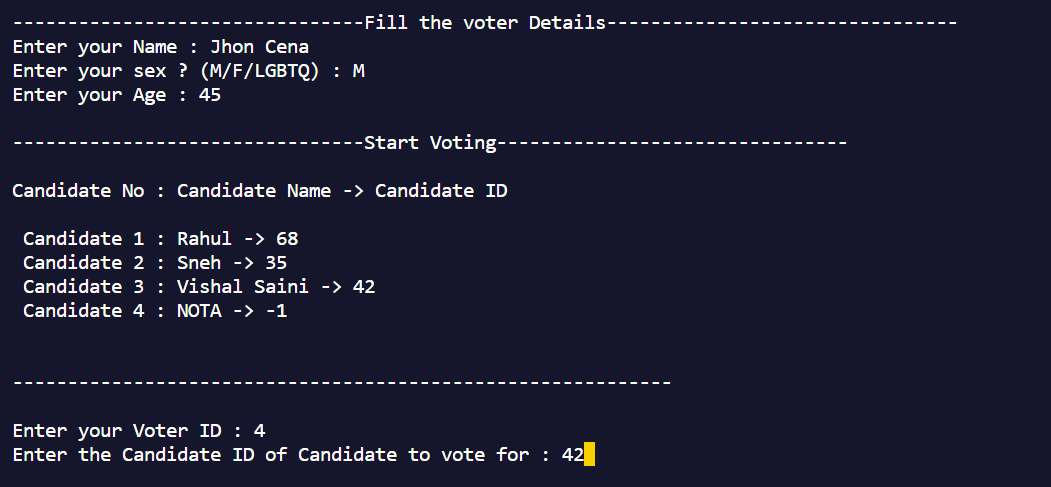 --------------------------------Fill the voter Details--------------------------------
Enter your Name : Jhon Cena
Enter your sex ? (M/F/LGBTQ) : M
Enter your Age : 45
--------------------------------Start Voting--------------------------------
Candidate No : Candidate Name -> Candidate ID
Candidate 1 : Rahul -> 68
Candidate 2 : Sneh -> 35
Candidate 3 : Vishal Saini -> 42
Candidate 4 : NOTA -> -1
------------------------------------------------------------
Enter your Voter ID : 4
Enter the Candidate ID of Candidate to vote for : 42